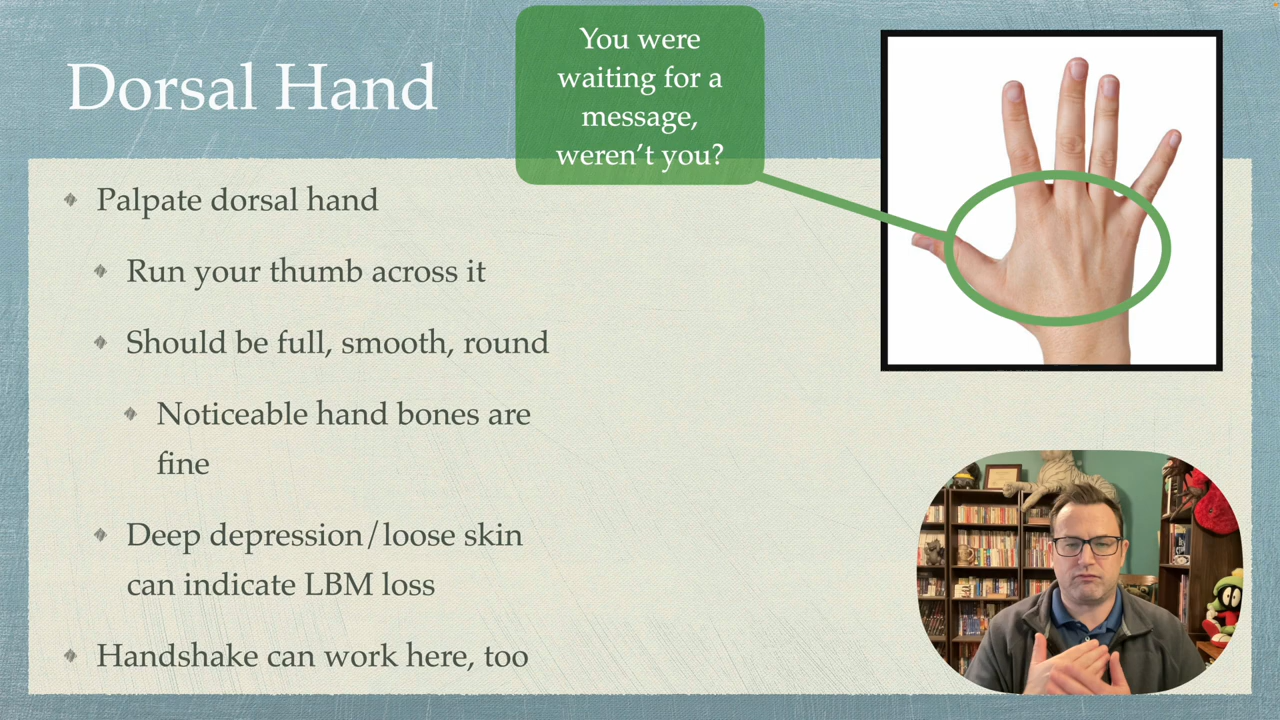 Dorsal Hand
You were
waiting for a
message,
weren’t you?
Palpate dorsal hand
Run your thumb across it
Should be full, smooth, round
Noticeable hand bones are
fine
Deep depression/loose skin
can indicate LBM loss
Handshake can work here, too